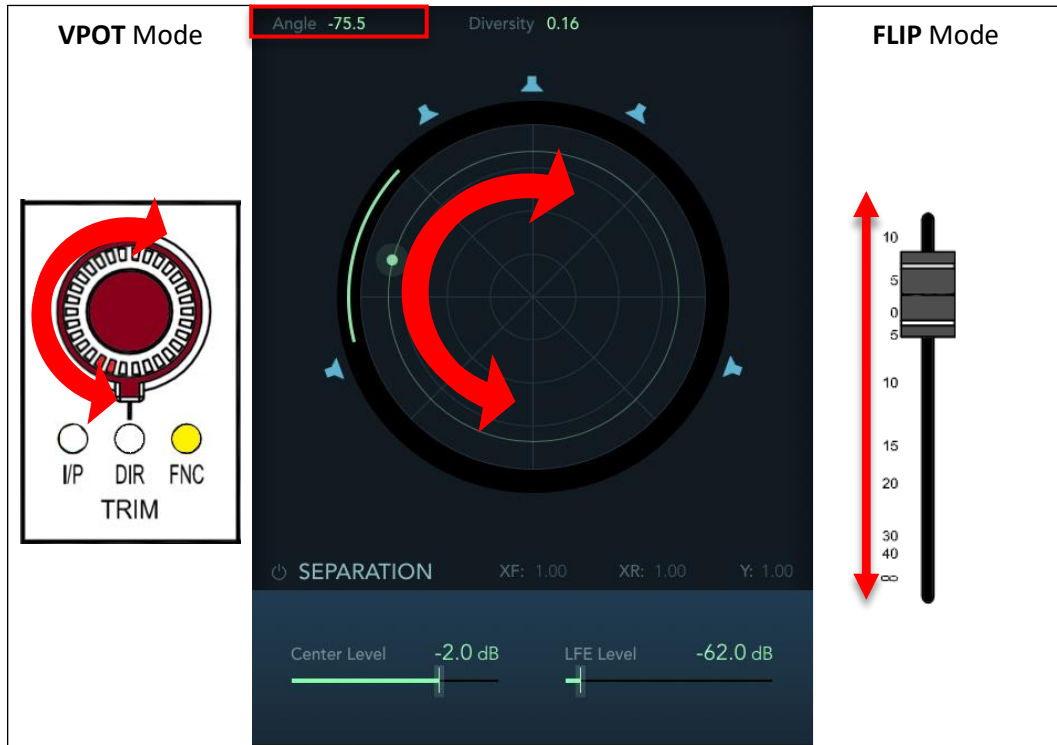 VPOT Mode
I/P DIR FNC
TRIM
Angle -75.5 Diversity 0.16
SEPARATION XF: 1.00 XR: 1.00 Y: 1.00
Center Level -2.0 dB LFE Level -62.0 dB
FLIP Mode
10
5
0
5
10
15
20
30
40
∞